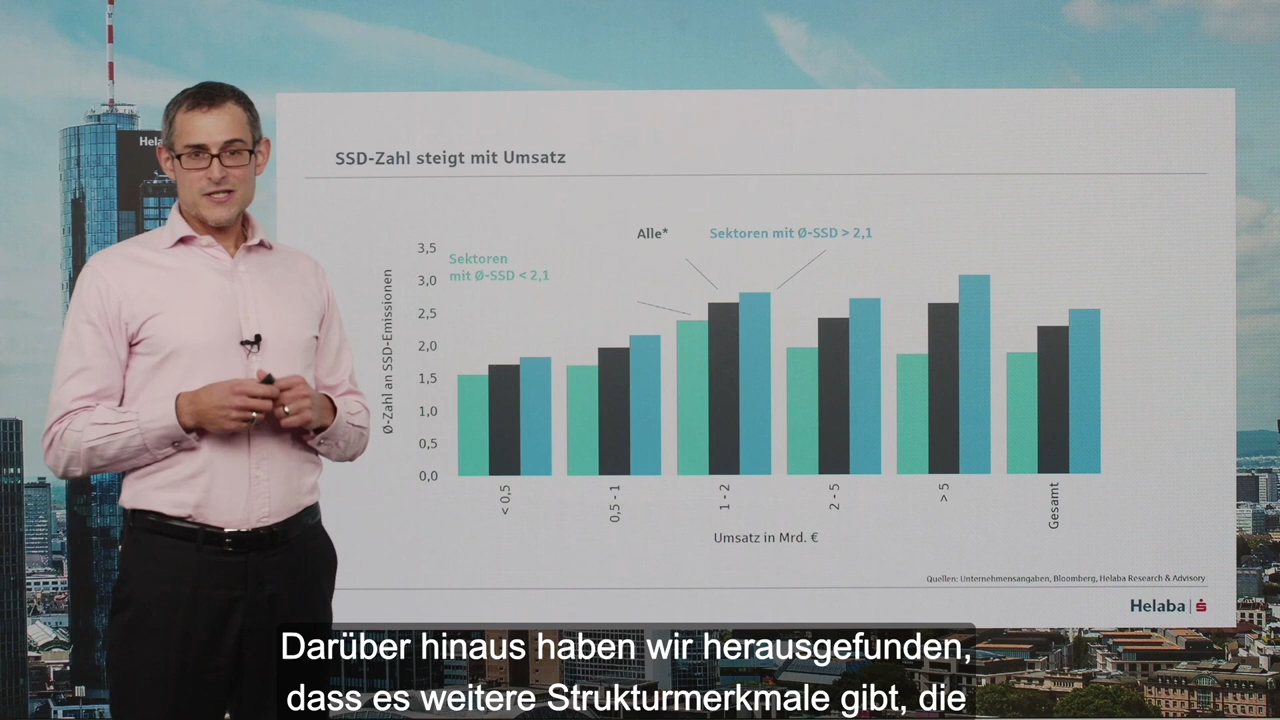 Hela
SSD-Zahl steigt mit Umsatz
Alle*
Sektoren mit Ø-SSD > 2,1
Sektoren
mit Ø-SSD < 2,1
Ø-Zahl an SSD-Emissionen
3,5
3,0
2,5
2,0
1,5
1,0
0,5
0,0
< 0,5
0,5 - 1
1 - 2
2 - 5
> 5
Gesamt
Umsatz in Mrd. €
Quellen: Unternehmensangaben, Bloomberg, Helaba Research & Advisory
Helaba
Darüber hinaus haben wir herausgefunden,
dass es weitere Strukturmerkmale gibt, die